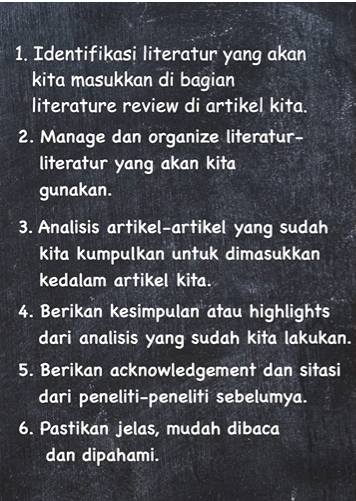 1. Identifikasi literatur yang akan
kita masukkan di bagian
literature review di artikel kita.
2. Manage dan organize literatur-
literatur yang akan kita
gunakan.
3. Analisis artikel-artikel yang sudah
kita kumpulkan untuk dimasukkan
kedalam artikel kita.
4. Berikan kesimpulan atau highlights
dari analisis yang sudah kita lakukan.
5. Berikan acknowledgement dan sitasi
dari peneliti-peneliti sebelumya.
6. Pastikan jelas, mudah dibaca
dan dipahami.